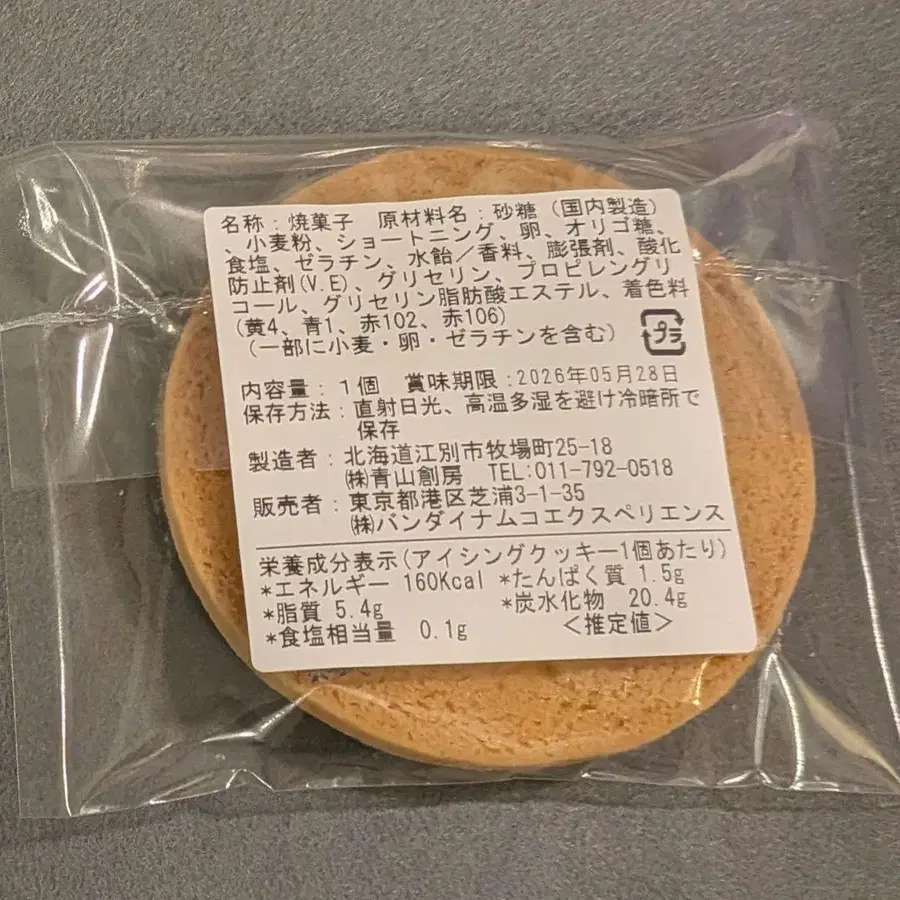 名称：焼菓子　原材料名：砂糖（国内製造）
、小麦粉、ショートニング、卵、オリゴ糖、
食塩、ゼラチン、水飴／香料、膨張剤、酸化
防止剤(V.E)、グリセリン、プロピレングリ
コール、グリセリン脂肪酸エステル、着色料
(黄4、青1、赤102、赤106)
（一部に小麦・卵・ゼラチンを含む）
プラ
内容量：1個　賞味期限：2026年05月28日
保存方法：直射日光、高温多湿を避け冷暗所で
保存
製造者：北海道江別市牧場町25-18
㈱青山創房　TEL:011-792-0518
販売者：東京都港区芝浦3-1-35
㈱バンダイナムコエクスペリエンス
栄養成分表示(アイシングクッキー1個あたり)
*エネルギー 160Kcal *たんぱく質 1.5g
*脂質 5.4g *炭水化物 20.4g
*食塩相当量 0.1g ＜推定値＞